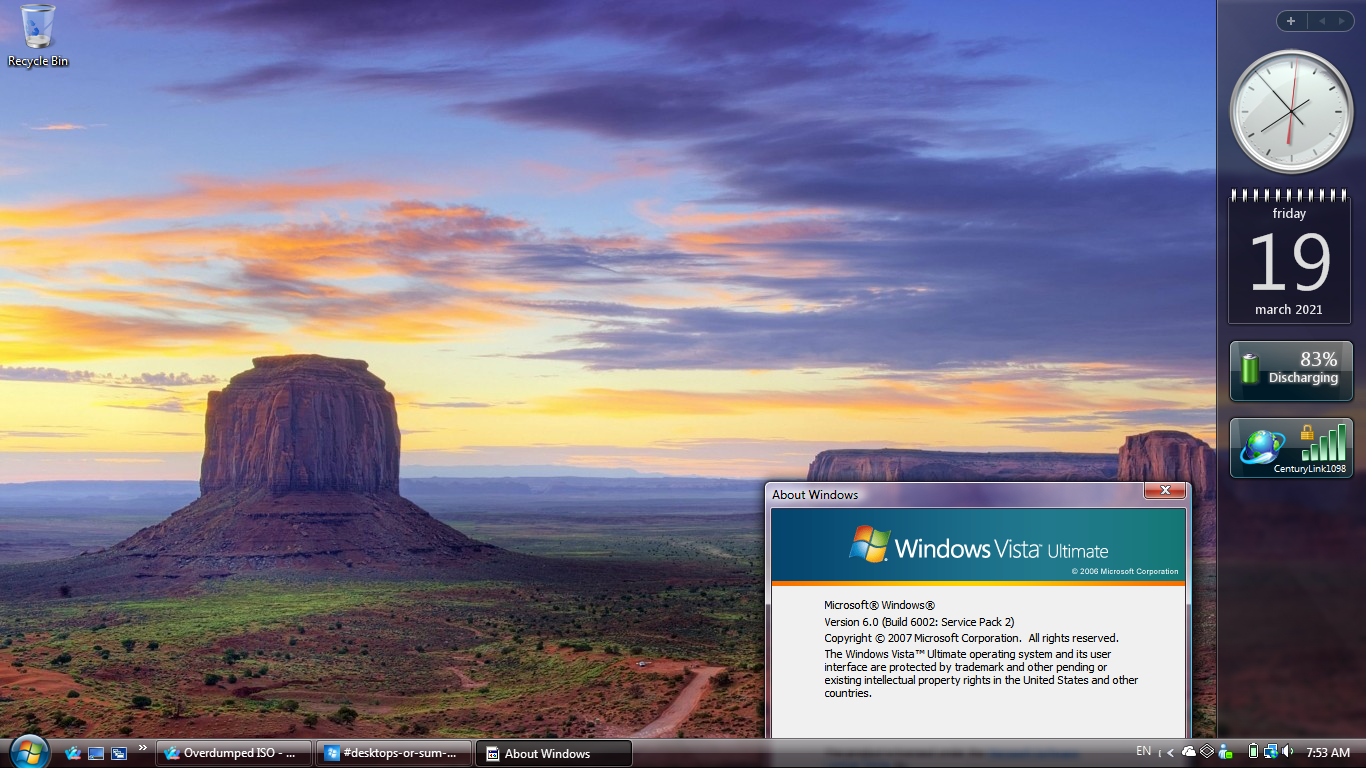 Recycle Bin
friday
19
march 2021
83%
Discharging
CenturyLink1098
About Windows
Windows Vista™ Ultimate
© 2006 Microsoft Corporation
Microsoft® Windows®
Version 6.0 (Build 6002: Service Pack 2)
Copyright © 2007 Microsoft Corporation.  All rights reserved.
The Windows Vista™ Ultimate operating system and its user
interface are protected by trademark and other pending or
existing intellectual property rights in the United States and other
countries.
Overdumped ISO - ...
#desktops-or-sum-...
About Windows
EN
7:53 AM